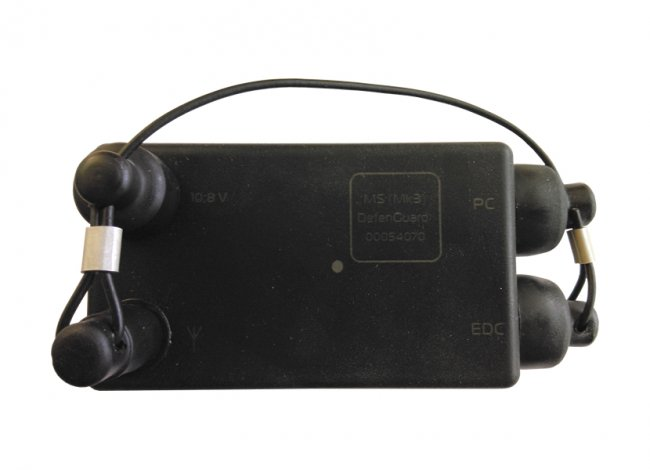 10.8 V
MS (Mk3)
DefenGuard
00054070
PC
EDC